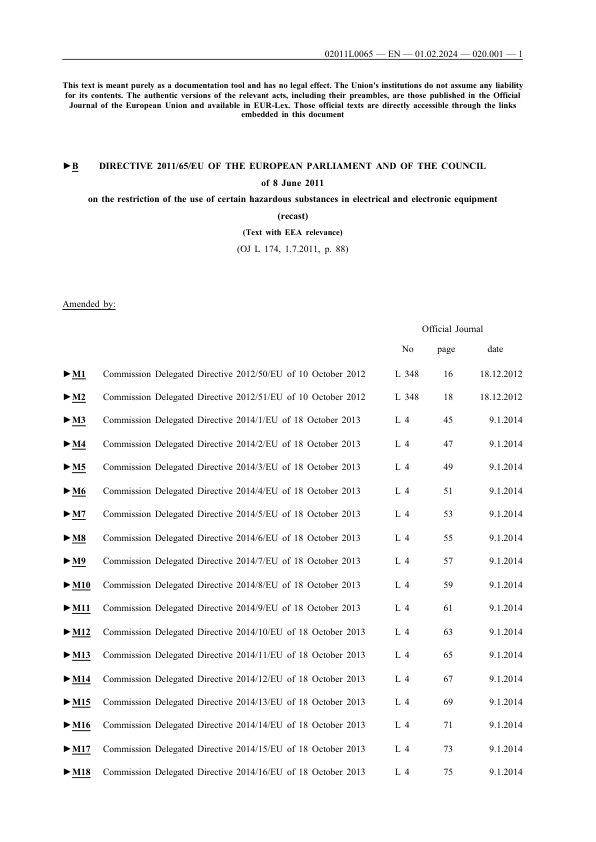 02011L0065 — EN — 01.02.2024 — 020.001 — 1
This text is meant purely as a documentation tool and has no legal effect. The Union's institutions do not assume any liability
for its contents. The authentic versions of the relevant acts, including their preambles, are those published in the Official
Journal of the European Union and available in EUR-Lex. Those official texts are directly accessible through the links
embedded in this document
►B DIRECTIVE 2011/65/EU OF THE EUROPEAN PARLIAMENT AND OF THE COUNCIL
of 8 June 2011
on the restriction of the use of certain hazardous substances in electrical and electronic equipment
(recast)
(Text with EEA relevance)
(OJ L 174, 1.7.2011, p. 88)
Amended by:
Official Journal
No page date
►M1 Commission Delegated Directive 2012/50/EU of 10 October 2012 L 348 16 18.12.2012
►M2 Commission Delegated Directive 2012/51/EU of 10 October 2012 L 348 18 18.12.2012
►M3 Commission Delegated Directive 2014/1/EU of 18 October 2013 L 4 45 9.1.2014
►M4 Commission Delegated Directive 2014/2/EU of 18 October 2013 L 4 47 9.1.2014
►M5 Commission Delegated Directive 2014/3/EU of 18 October 2013 L 4 49 9.1.2014
►M6 Commission Delegated Directive 2014/4/EU of 18 October 2013 L 4 51 9.1.2014
►M7 Commission Delegated Directive 2014/5/EU of 18 October 2013 L 4 53 9.1.2014
►M8 Commission Delegated Directive 2014/6/EU of 18 October 2013 L 4 55 9.1.2014
►M9 Commission Delegated Directive 2014/7/EU of 18 October 2013 L 4 57 9.1.2014
►M10 Commission Delegated Directive 2014/8/EU of 18 October 2013 L 4 59 9.1.2014
►M11 Commission Delegated Directive 2014/9/EU of 18 October 2013 L 4 61 9.1.2014
►M12 Commission Delegated Directive 2014/10/EU of 18 October 2013 L 4 63 9.1.2014
►M13 Commission Delegated Directive 2014/11/EU of 18 October 2013 L 4 65 9.1.2014
►M14 Commission Delegated Directive 2014/12/EU of 18 October 2013 L 4 67 9.1.2014
►M15 Commission Delegated Directive 2014/13/EU of 18 October 2013 L 4 69 9.1.2014
►M16 Commission Delegated Directive 2014/14/EU of 18 October 2013 L 4 71 9.1.2014
►M17 Commission Delegated Directive 2014/15/EU of 18 October 2013 L 4 73 9.1.2014
►M18 Commission Delegated Directive 2014/16/EU of 18 October 2013 L 4 75 9.1.2014